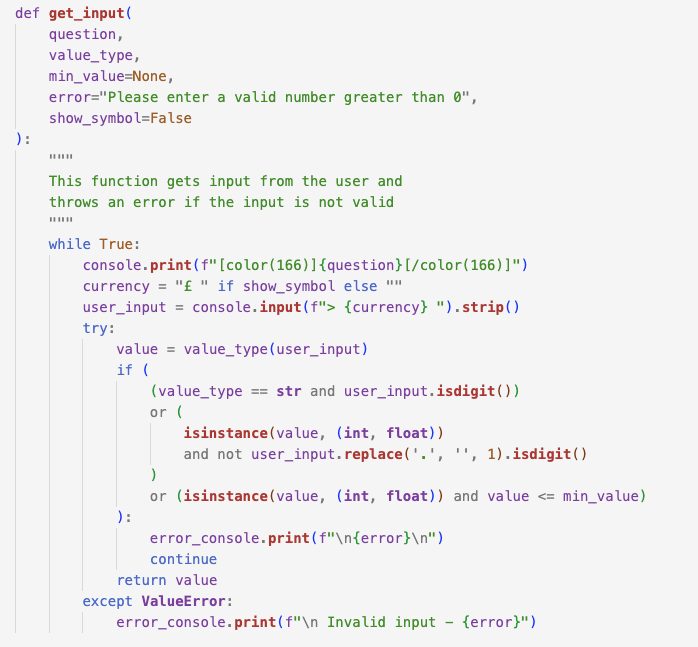 def get_input(
    question,
    value_type,
    min_value=None,
    error="Please enter a valid number greater than 0",
    show_symbol=False
):
    """
    This function gets input from the user and
    throws an error if the input is not valid
    """
    while True:
        console.print(f"[color(166)]{question}[/color(166)]")
        currency = "£ " if show_symbol else ""
        user_input = console.input(f"> {currency} ").strip()
        try:
            value = value_type(user_input)
            if (
                (value_type == str and user_input.isdigit())
                or (
                    isinstance(value, (int, float))
                    and not user_input.replace('.', '', 1).isdigit()
                )
                or (isinstance(value, (int, float)) and value <= min_value)
            ):
                error_console.print(f"\n{error}\n")
                continue
            return value
        except ValueError:
            error_console.print(f"\n Invalid input - {error}")